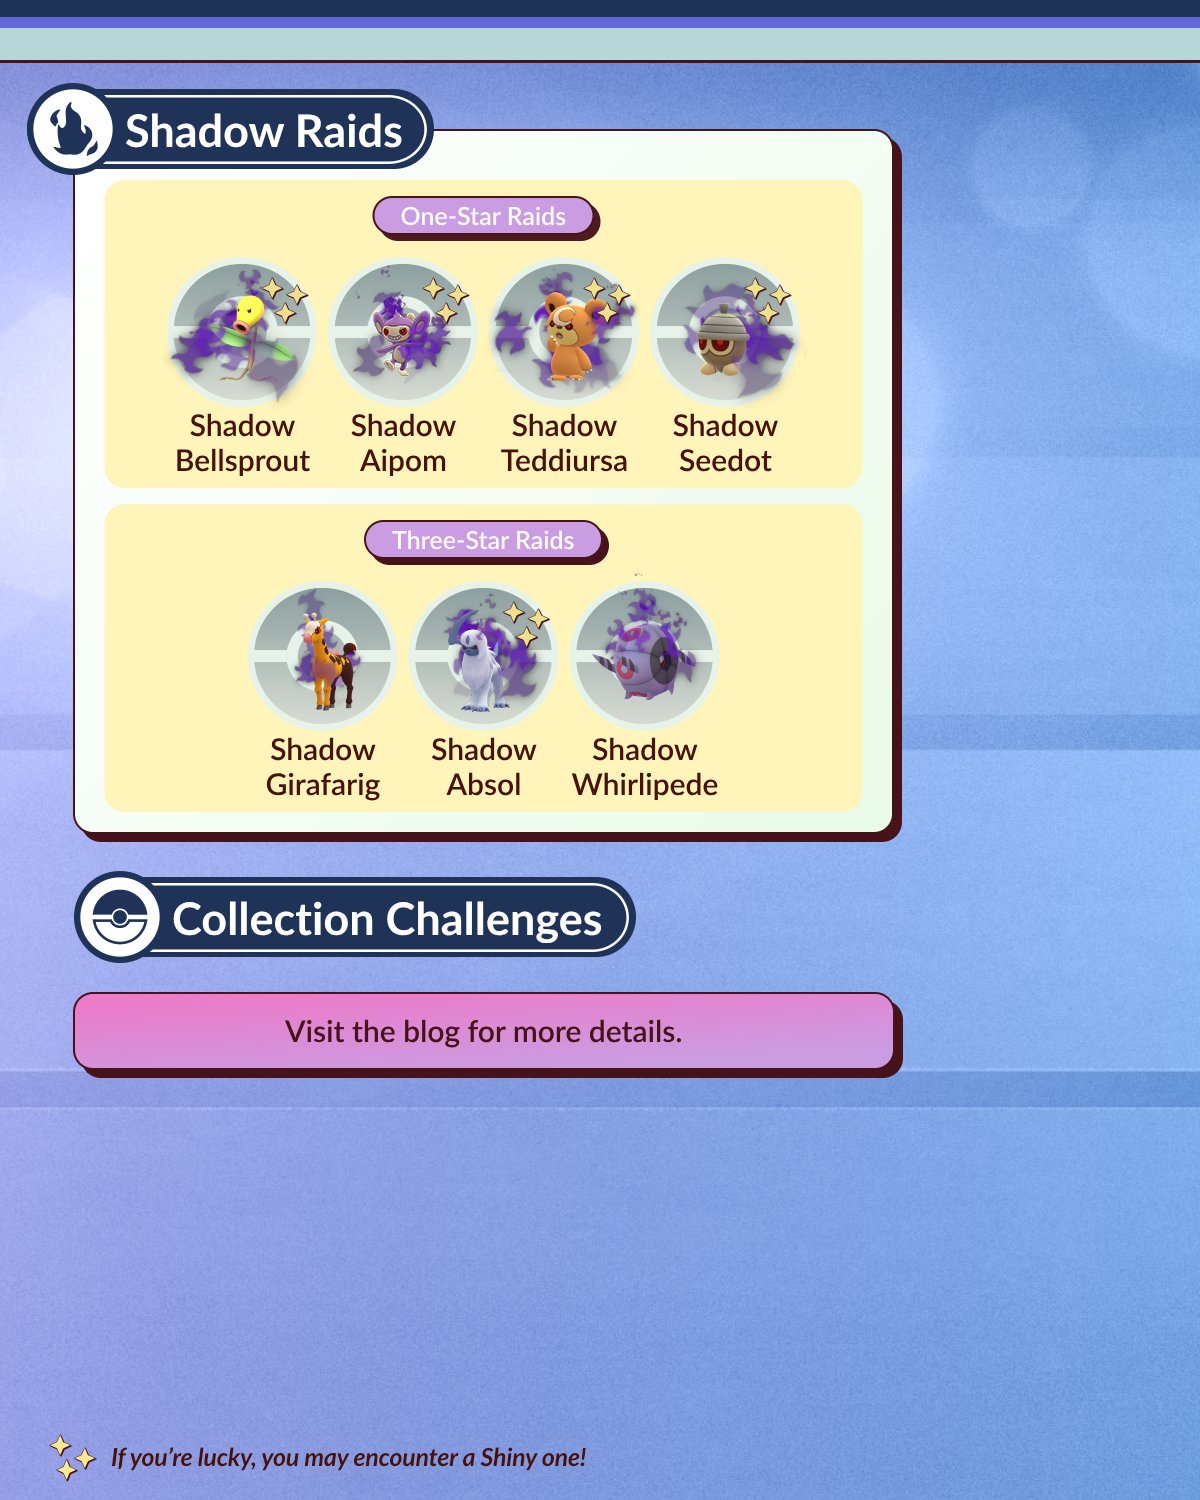 Shadow Raids
One-Star Raids
Shadow
Bellsprout
Shadow
Aipom
Shadow
Teddiursa
Shadow
Seedot
Three-Star Raids
Shadow
Girafarig
Shadow
Absol
Shadow
Whirlipede
Collection Challenges
Visit the blog for more details.
If you’re lucky, you may encounter a Shiny one!